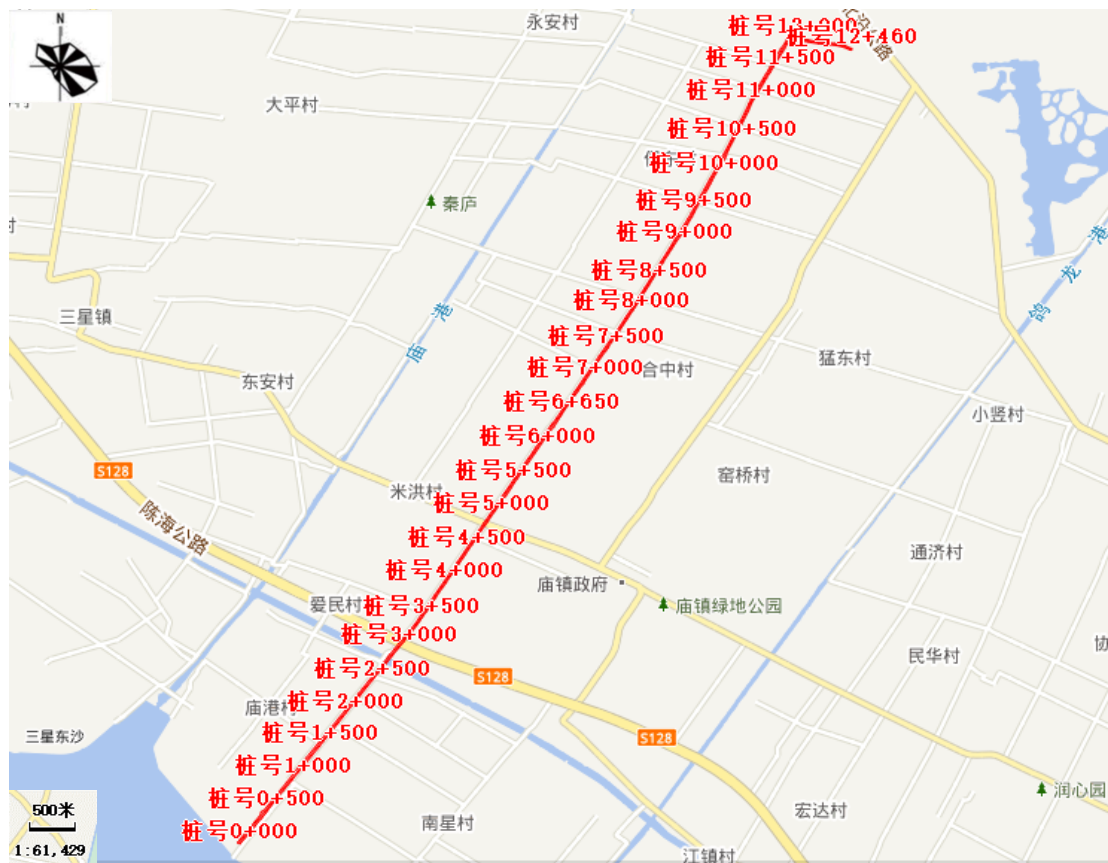 N
永安村
桩号13+000
桩号12+460
公路
桩号11+500
桩号11+000
大平村
桩号10+500
桩号10+000
秦庐
桩号9+500
桩号9+000
鸽龙港
桩号8+500
桩号8+000
三星镇
庙港
桩号7+500
猛东村
桩号7+000
合中村
东安村
桩号6+650
小竖村
桩号6+000
S128
桩号5+500
窑桥村
米洪村
桩号5+000
陈海公路
桩号4+500
通济村
桩号4+000
庙镇政府
爱民村
桩号3+500
庙镇绿地公园
桩号3+000
协
民华村
桩号2+500
S128
庙港村
桩号2+000
三星东沙
桩号1+500
S128
桩号1+000
润心园
桩号0+500
500米
宏达村
南星村
桩号0+000
1:61,429
江镇村